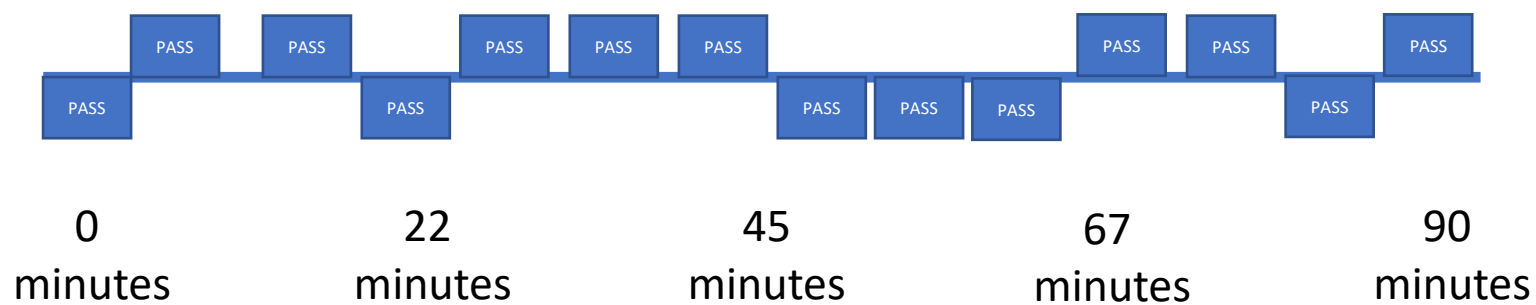 PASS PASS PASS PASS PASS PASS PASS PASS
PASS PASS PASS PASS PASS PASS
0 22 45 67 90
minutes minutes minutes minutes minutes